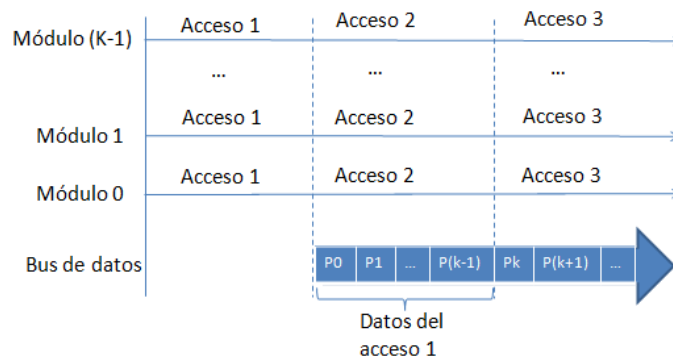 Módulo (K-1) Acceso 1 Acceso 2 Acceso 3
... ... ...
Módulo 1 Acceso 1 Acceso 2 Acceso 3
Módulo 0 Acceso 1 Acceso 2 Acceso 3
Bus de datos P0 P1 ... P(k-1) Pk P(k+1) ...
Datos del
acceso 1